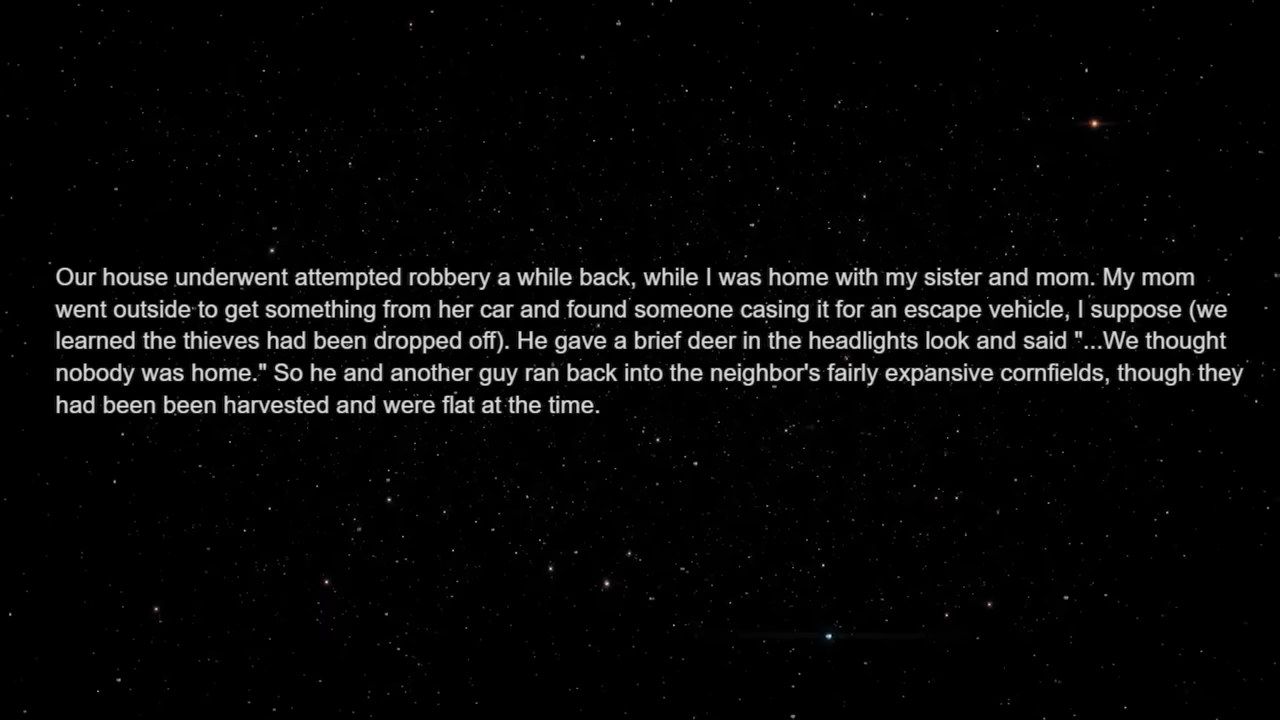 Our house underwent attempted robbery a while back, while I was home with my sister and mom. My mom
went outside to get something from her car and found someone casing it for an escape vehicle, I suppose (we
learned the thieves had been dropped off). He gave a brief deer in the headlights look and said "...We thought
nobody was home." So he and another guy ran back into the neighbor's fairly expansive cornfields, though they
had been been harvested and were flat at the time.